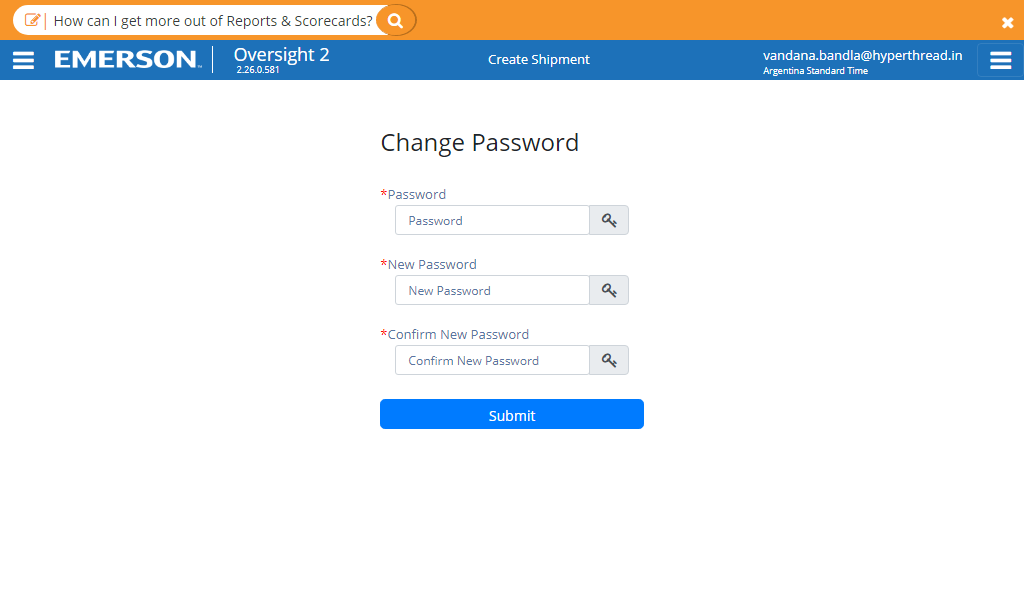 How can I get more out of Reports & Scorecards?
EMERSON™
Oversight 2
2.26.0.581
Create Shipment
vandana.bandla@hyperthread.in
Argentina Standard Time
Change Password
*Password
Password
*New Password
New Password
*Confirm New Password
Confirm New Password
Submit